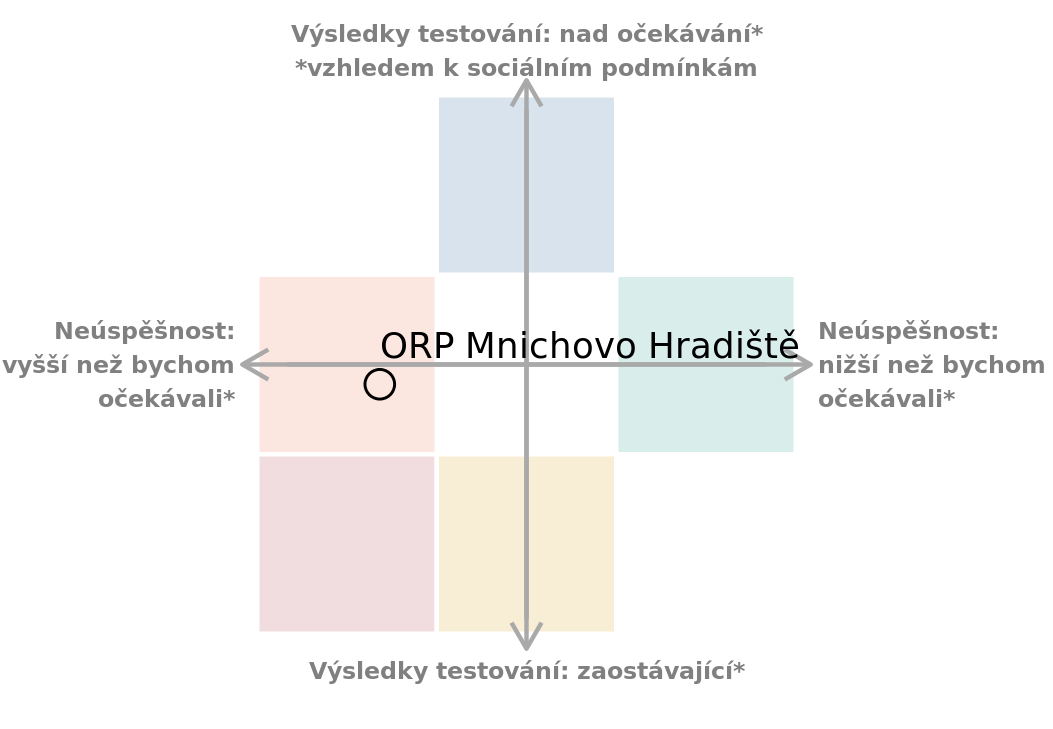 Výsledky testování: nad očekávání*
*vzhledem k sociálním podmínkám
ORP Mnichovo Hradiště
Neúspěšnost:
vyšší než bychom
očekávali*
Neúspěšnost:
nižší než bychom
očekávali*
Výsledky testování: zaostávající*